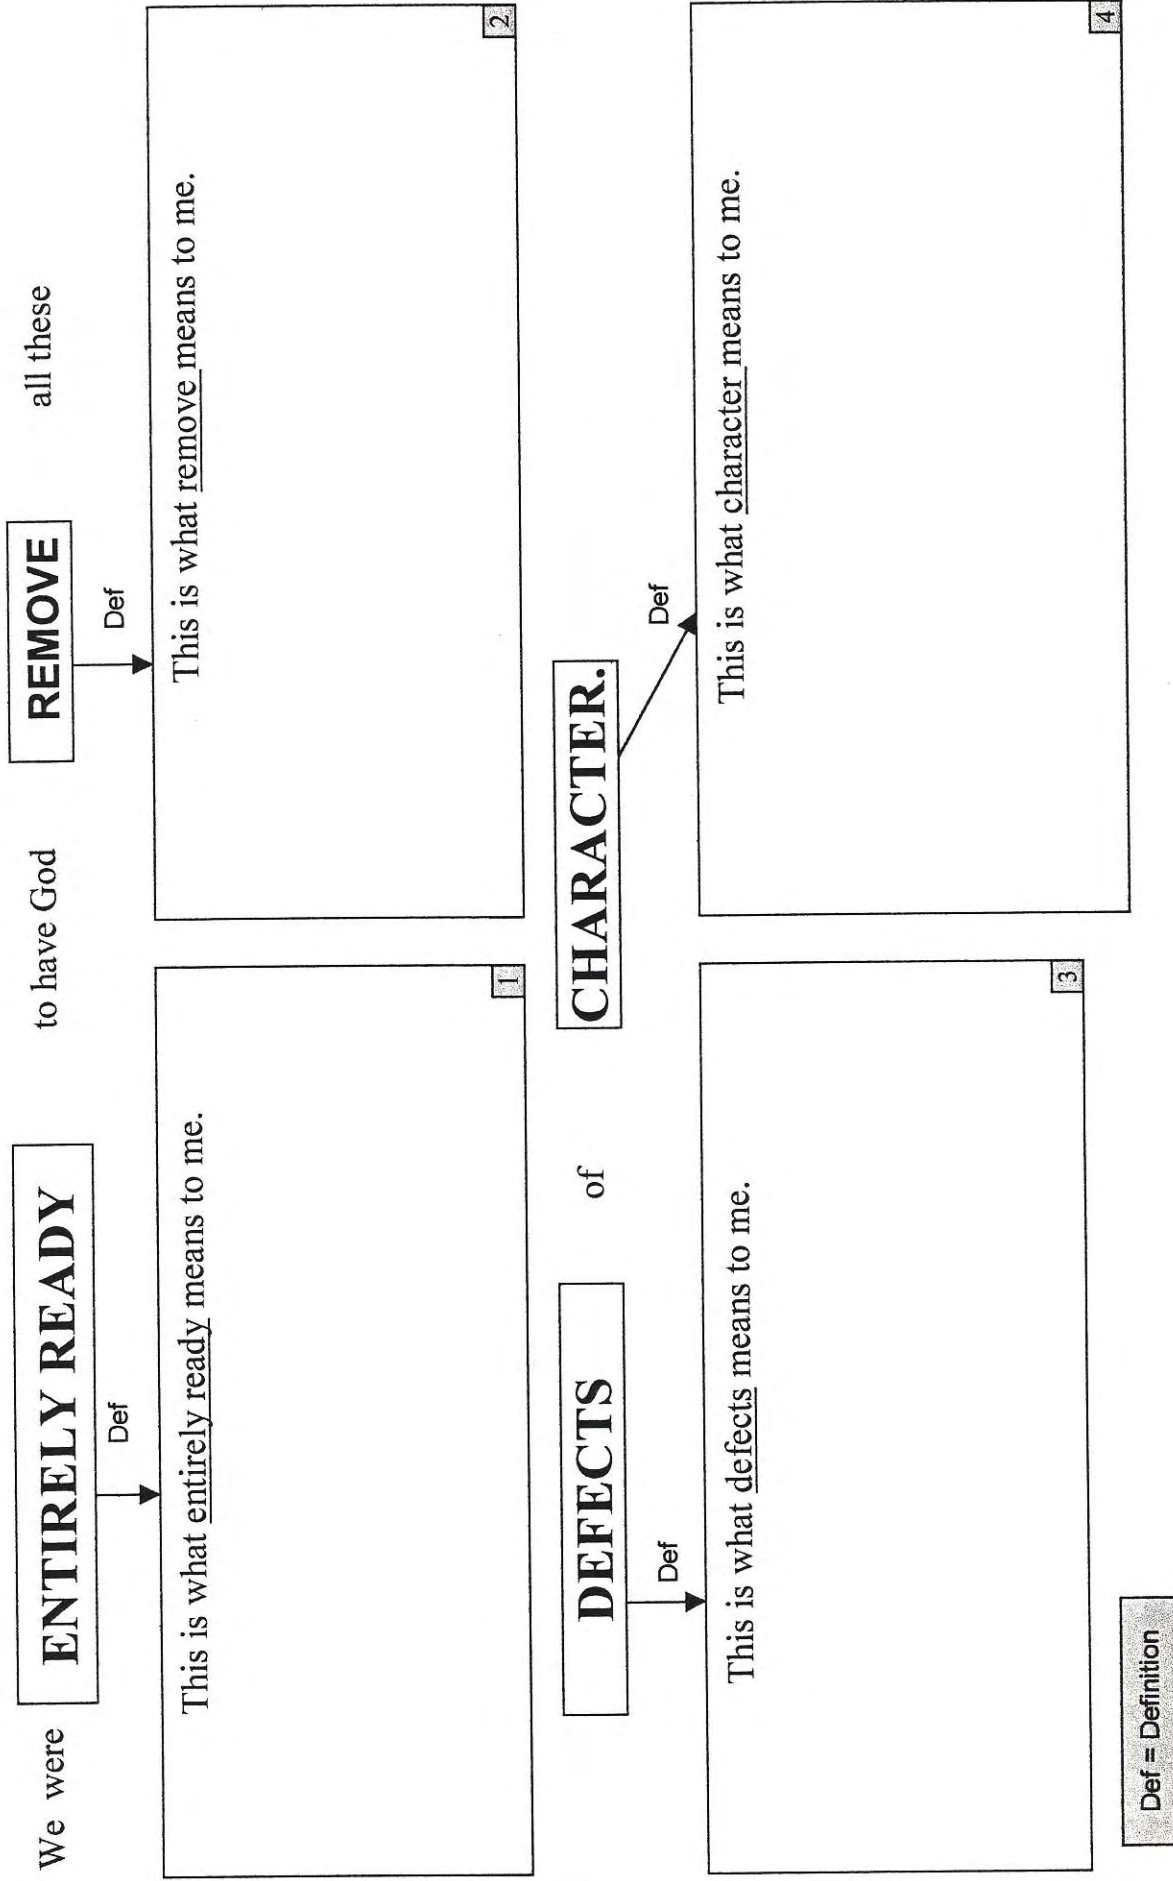 We were ENTIRELY READY to have God REMOVE all these
Def
Def
This is what entirely ready means to me.
1
This is what remove means to me.
2
DEFECTS of CHARACTER.
Def
Def
This is what defects means to me.
3
This is what character means to me.
4
Def = Definition